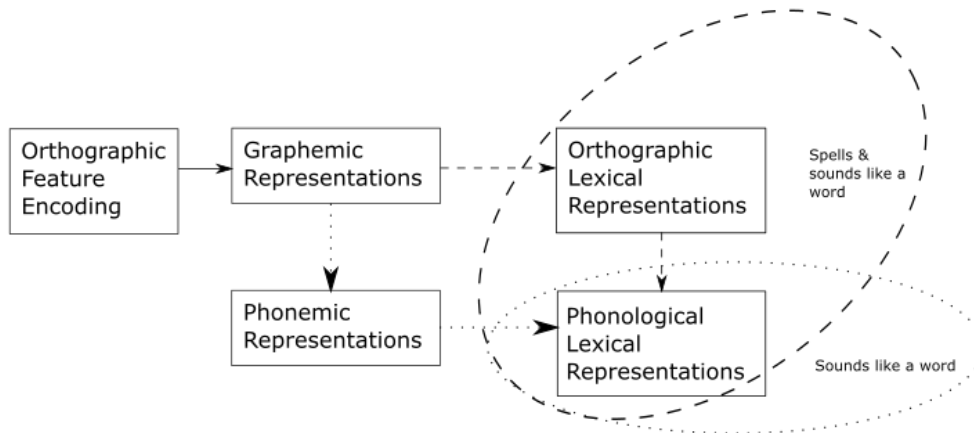 Orthographic
Feature
Encoding
Graphemic
Representations
Orthographic
Lexical
Representations
Spells &
sounds like a
word
Phonemic
Representations
Phonological
Lexical
Representations
Sounds like a word